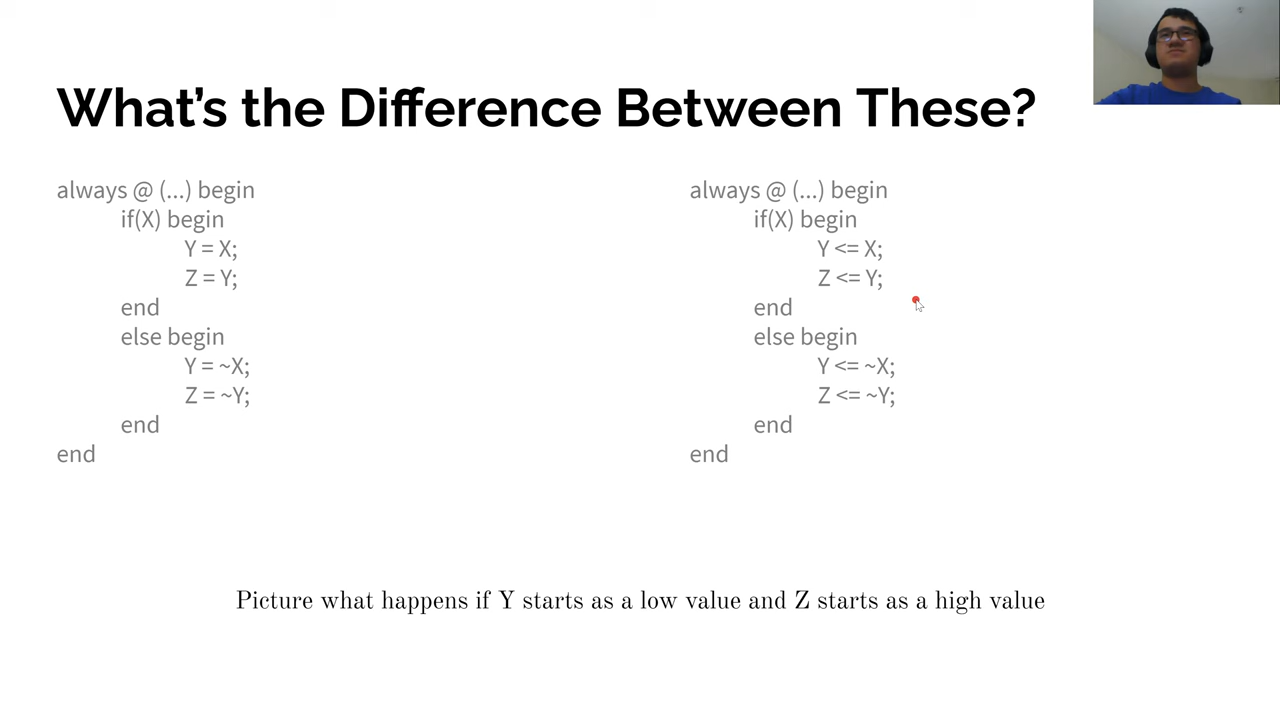 What's the Difference Between These?
always @ (...) begin
if(X) begin
Y = X;
Z = Y;
end
else begin
Y = ~X;
Z = ~Y;
end
end
always @ (...) begin
if(X) begin
Y <= X;
Z <= Y;
end
else begin
Y <= ~X;
Z <= ~Y;
end
end
Picture what happens if Y starts as a low value and Z starts as a high value